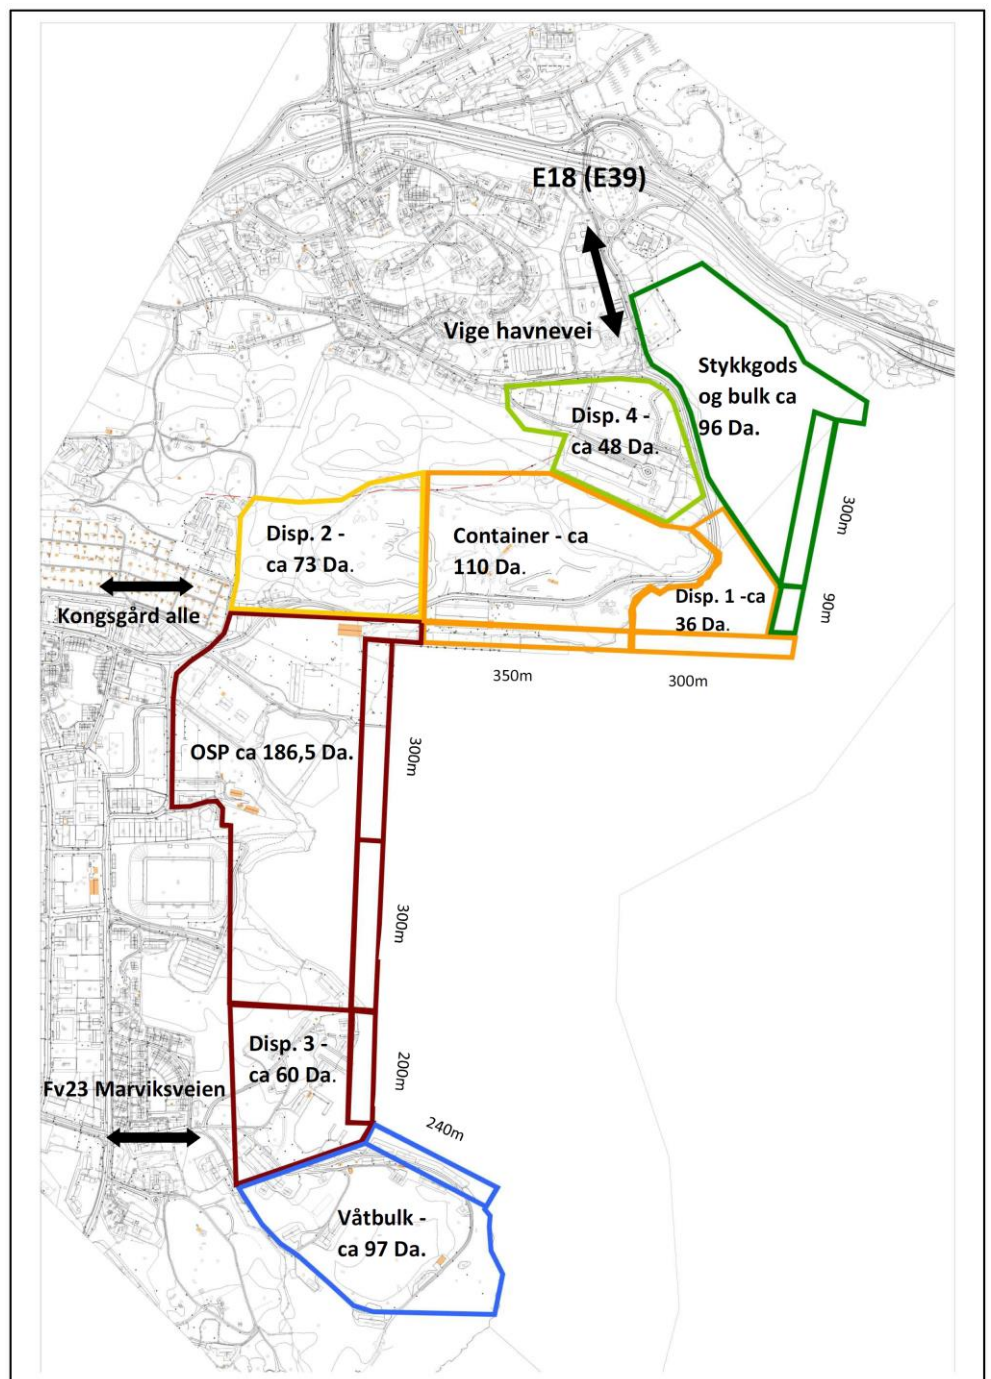 E18 (E39)
Vige havnevei
Stykkgods
og bulk ca
96 Da.
Disp. 4 -
ca 48 Da.
300m
Disp. 2 -
ca 73 Da.
Container - ca
110 Da.
Disp. 1 -ca
36 Da.
90m
Kongsgård alle
350m
300m
OSP ca 186,5 Da.
300m
300m
Disp. 3 -
ca 60 Da.
200m
Fv23 Marviksveien
240m
Våtbulk -
ca 97 Da.